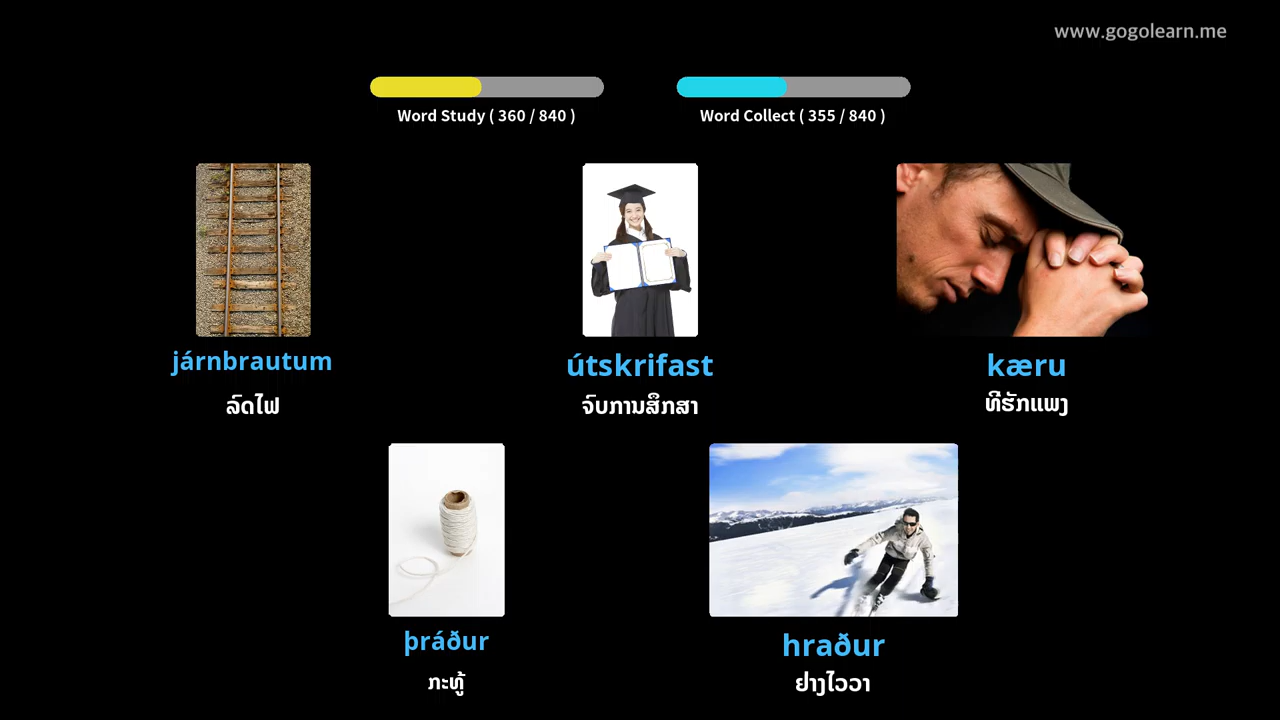 www.gogolearn.me
Word Study ( 360 / 840 )
Word Collect ( 355 / 840 )
járnbrautum
ລົດໄຟ
útskrifast
ຈົບການສຶກສາ
kæru
ທີ່ຮັກແພງ
þráður
ກະທູ້
hraður
ຢ່າງໄວວາ